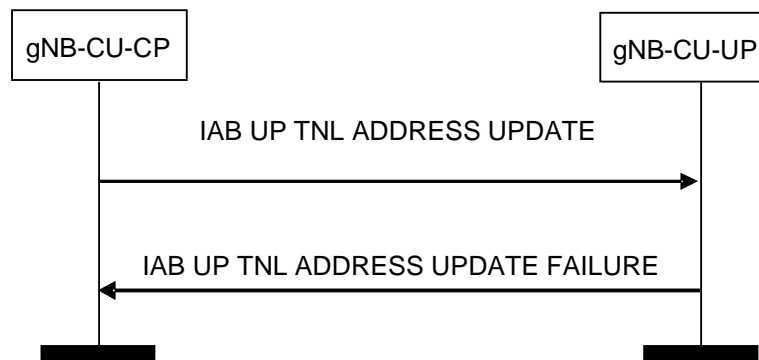 gNB-CU-CP
gNB-CU-UP
IAB UP TNL ADDRESS UPDATE
IAB UP TNL ADDRESS UPDATE FAILURE